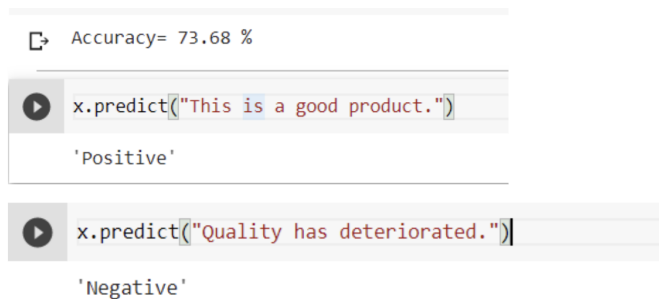 Accuracy= 73.68 %
x.predict("This is a good product.")
'Positive'
x.predict("Quality has deteriorated.")
'Negative'